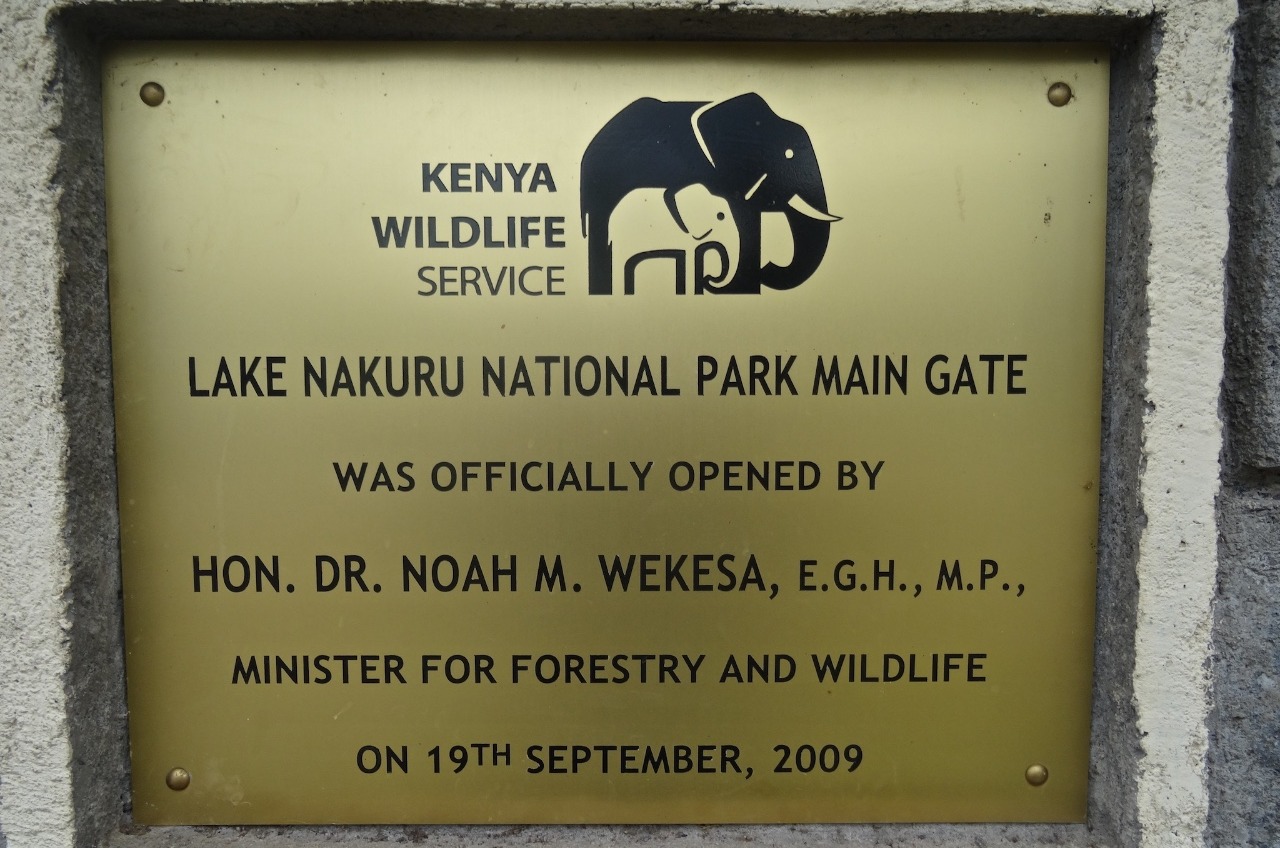 KENYA
WILDLIFE
SERVICE
LAKE NAKURU NATIONAL PARK MAIN GATE
WAS OFFICIALLY OPENED BY
HON. DR. NOAH M. WEKESA, E.G.H., M.P.,
MINISTER FOR FORESTRY AND WILDLIFE
ON 19TH SEPTEMBER, 2009